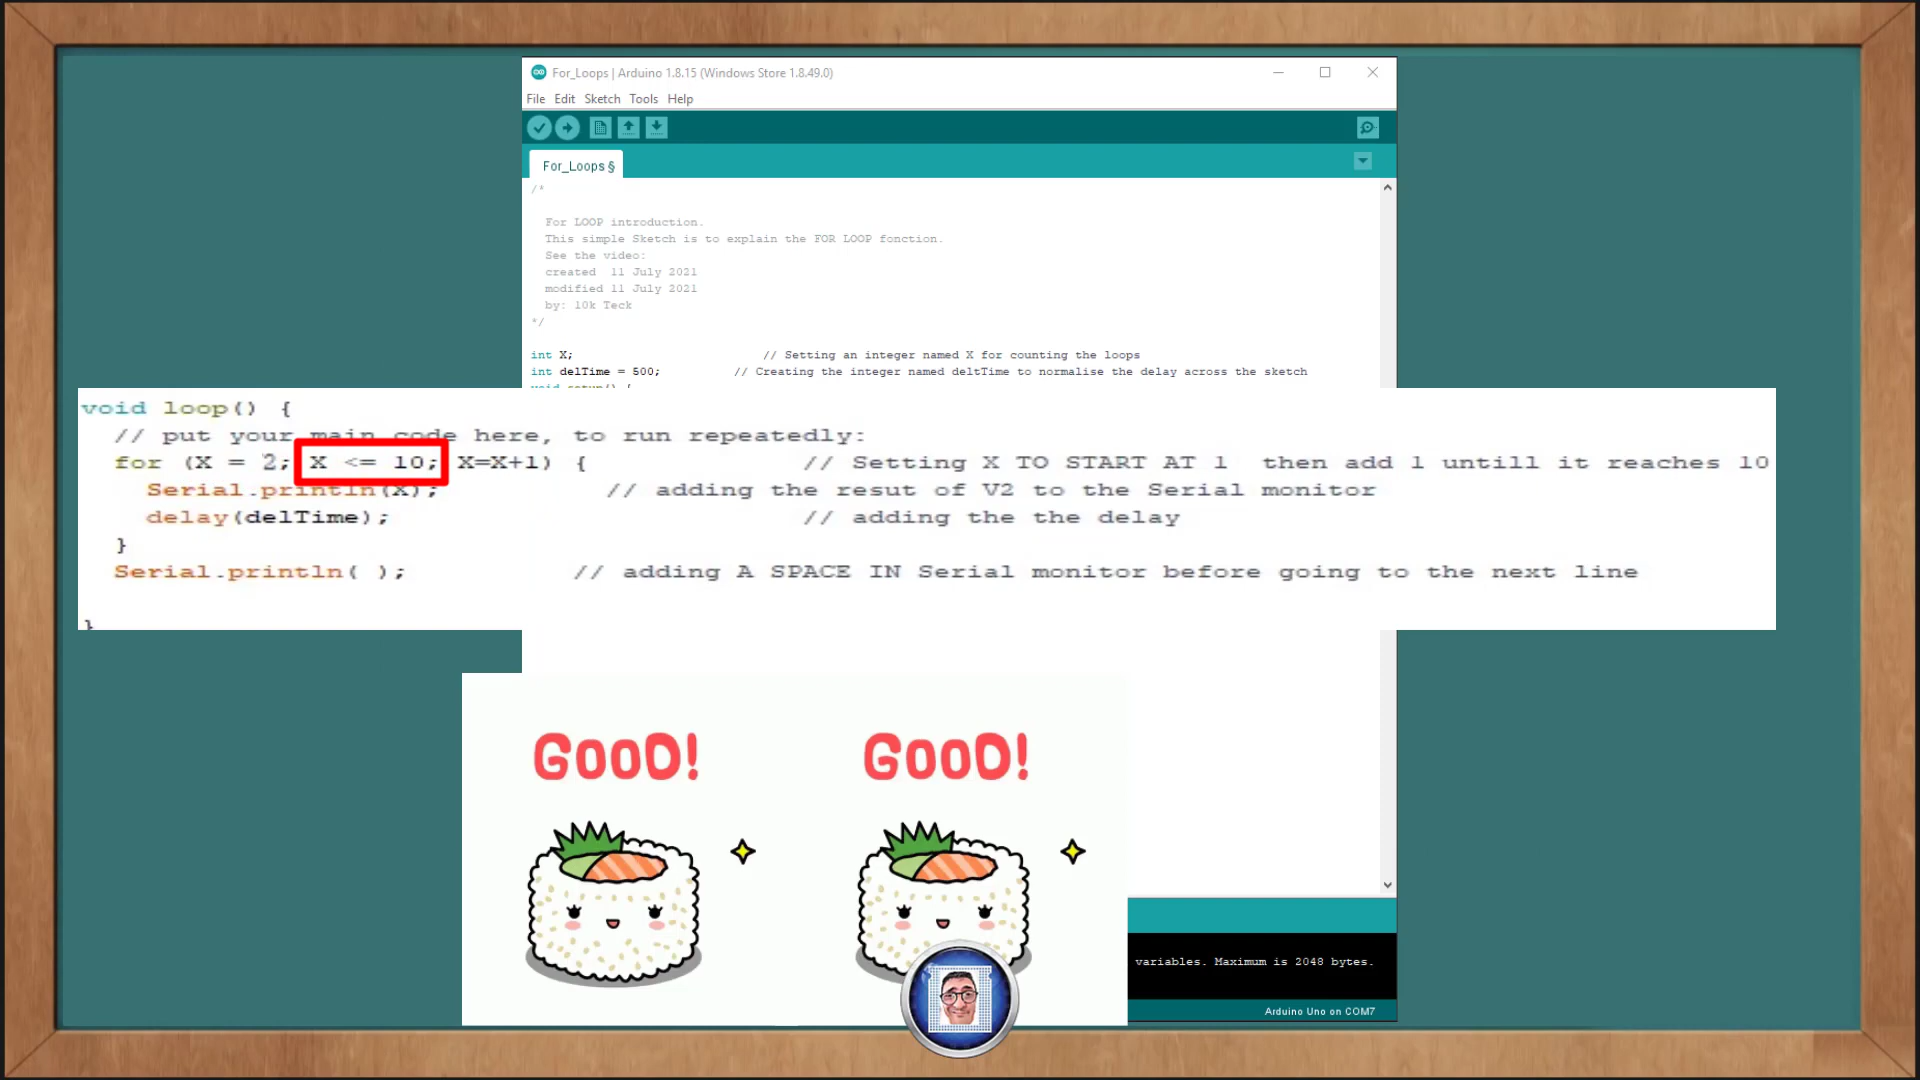 For_Loops | Arduino 1.8.15 (Windows Store 1.8.49.0)
File Edit Sketch Tools Help
For_Loops §
/*
For LOOP introduction.
This simple Sketch is to explain the FOR LOOP fonction.
See the video:
created 11 July 2021
modified 11 July 2021
by: 10k Teck
*/
int X; // Setting an integer named X for counting the loops
int delTime = 500; // Creating the integer named deltTime to normalise the delay across the sketch
void loop() {
// put your main code here, to run repeatedly:
for (X = 2; X <= 10; X=X+1) { // Setting X TO START AT 1 then add 1 untill it reaches 10
Serial.println(X); // adding the resut of V2 to the Serial monitor
delay(delTime); // adding the the delay
}
Serial.println( ); // adding A SPACE IN Serial monitor before going to the next line
}
GOOD! GOOD!
variables. Maximum is 2048 bytes.
Arduino Uno on COM7